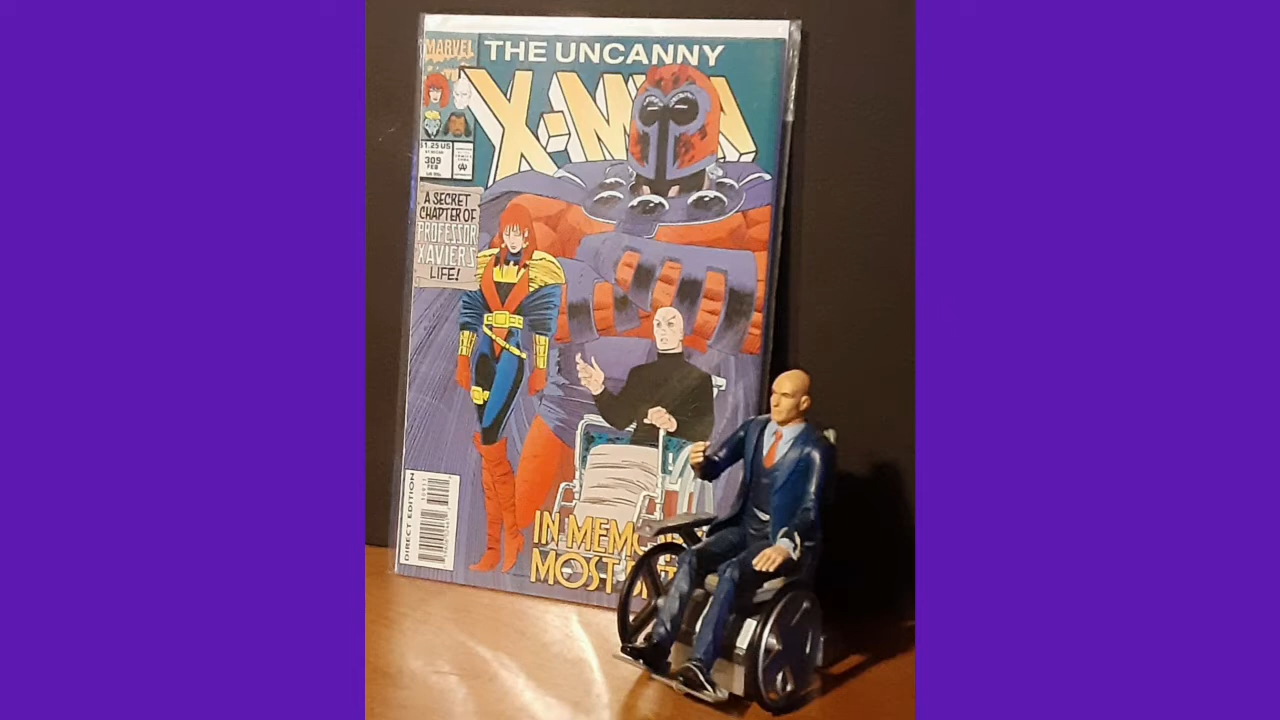 MARVEL
THE UNCANNY
X-MEN
$1.25 US
309
FEB
A SECRET
CHAPTER OF
PROFESSOR
XAVIER'S
LIFE!
DIRECT EDITION
IN
MOST